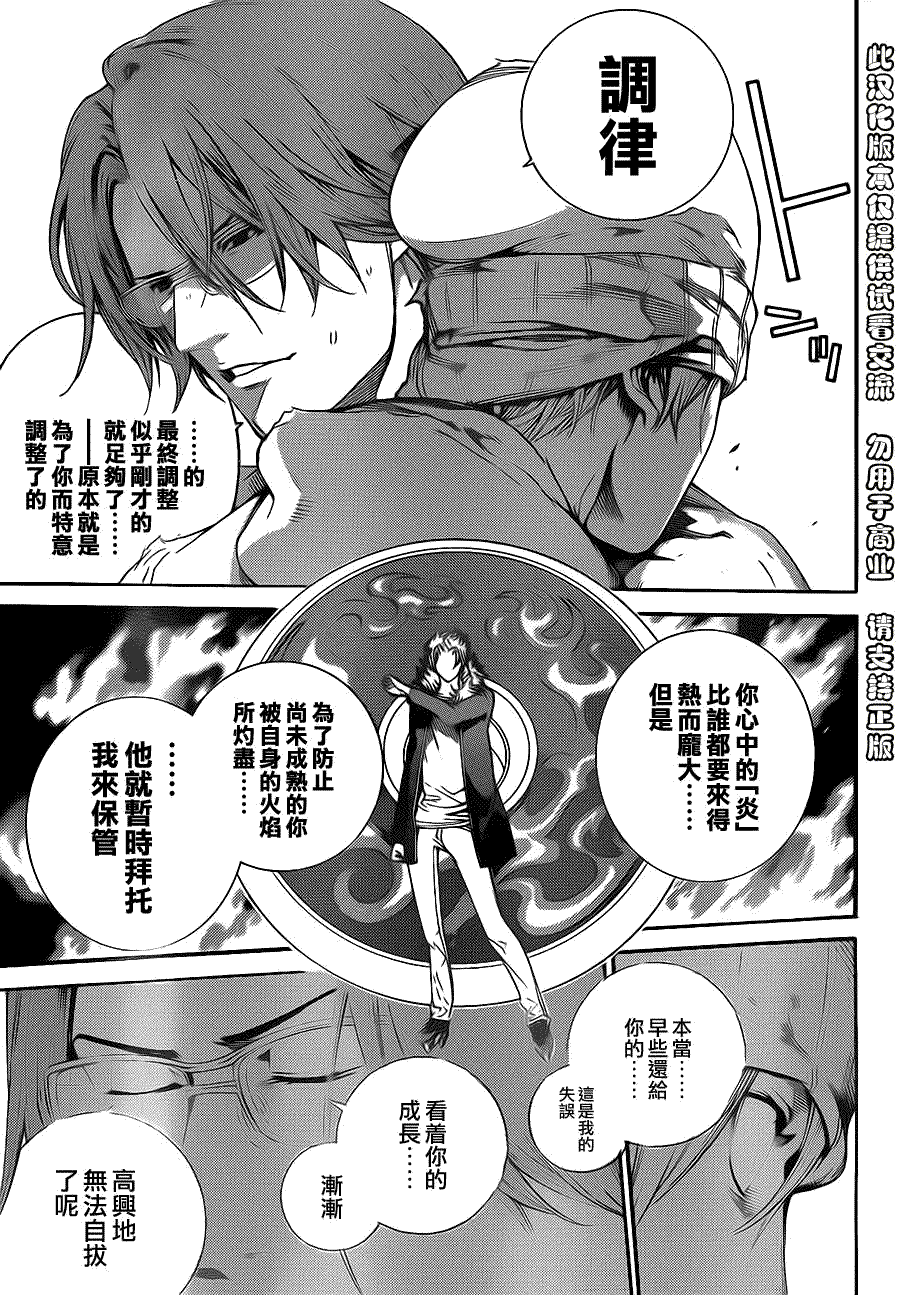 調律
……的
最終調整
似乎剛才的
就足夠了……
——原本就是
為了你而特意
調整了的
你心中的「炎」
比誰都要來得
熱而龐大……
但是
為了防止
尚未成熟的你
被自身的火焰
所灼盡……
……
他就暫時拜托
我來保管
本當……
早些還給
你的……
這是我的
失誤
看着你的
成長……
漸漸
高興地
無法自拔
了呢
此汉化版本仅提供试看交流 勿用于商业 请支持正版